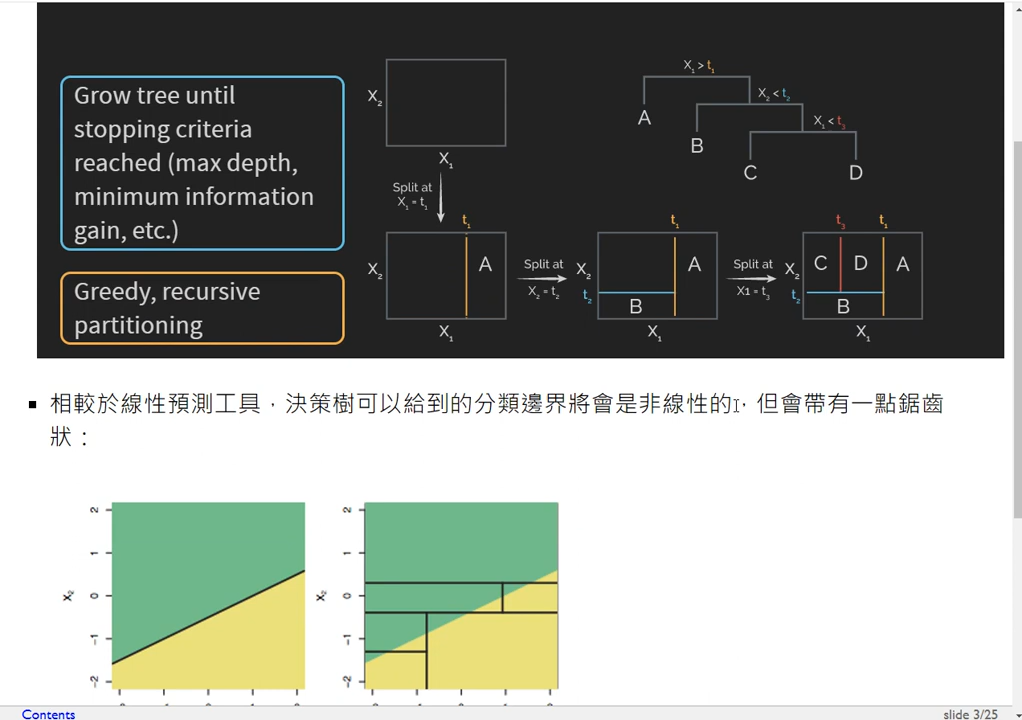 Grow tree until
stopping criteria
reached (max depth,
minimum information
gain, etc.)
Greedy, recursive
partitioning
X₂
X₁
Split at
X₁ = t₁
X₁ > t₁
A
X₂ < t₂
B
X₁ < t₃
C
D
t₁
X₂
A
X₁
Split at
X₂ = t₂
t₁
X₂
A
t₂
B
X₁
Split at
X1 = t₃
t₃
t₁
X₂
C
D
A
t₂
B
X₁
相較於線性預測工具，決策樹可以給到的分類邊界將會是非線性的，但會帶有一點鋸齒
狀：
2
1
0
-1
-2
X₂
2
1
0
-1
-2
X₂
Contents
slide 3/25